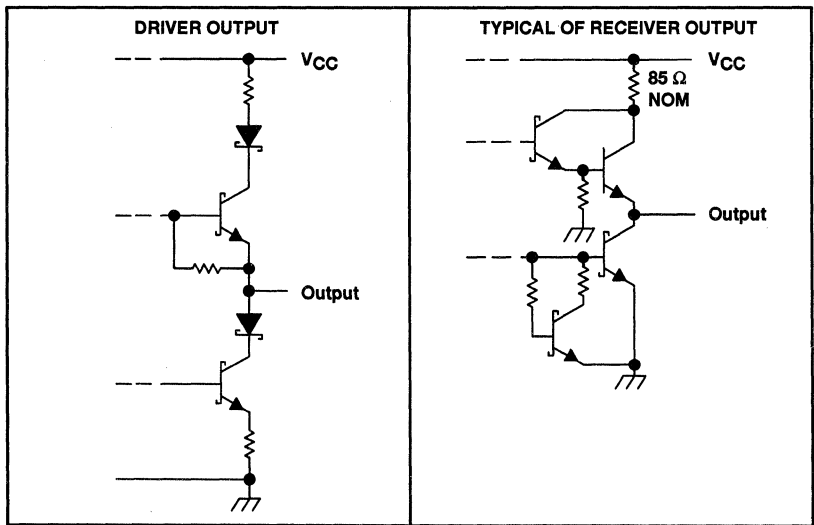 DRIVER OUTPUT
VCC
Output
TYPICAL OF RECEIVER OUTPUT
VCC
85 Ω
NOM
Output